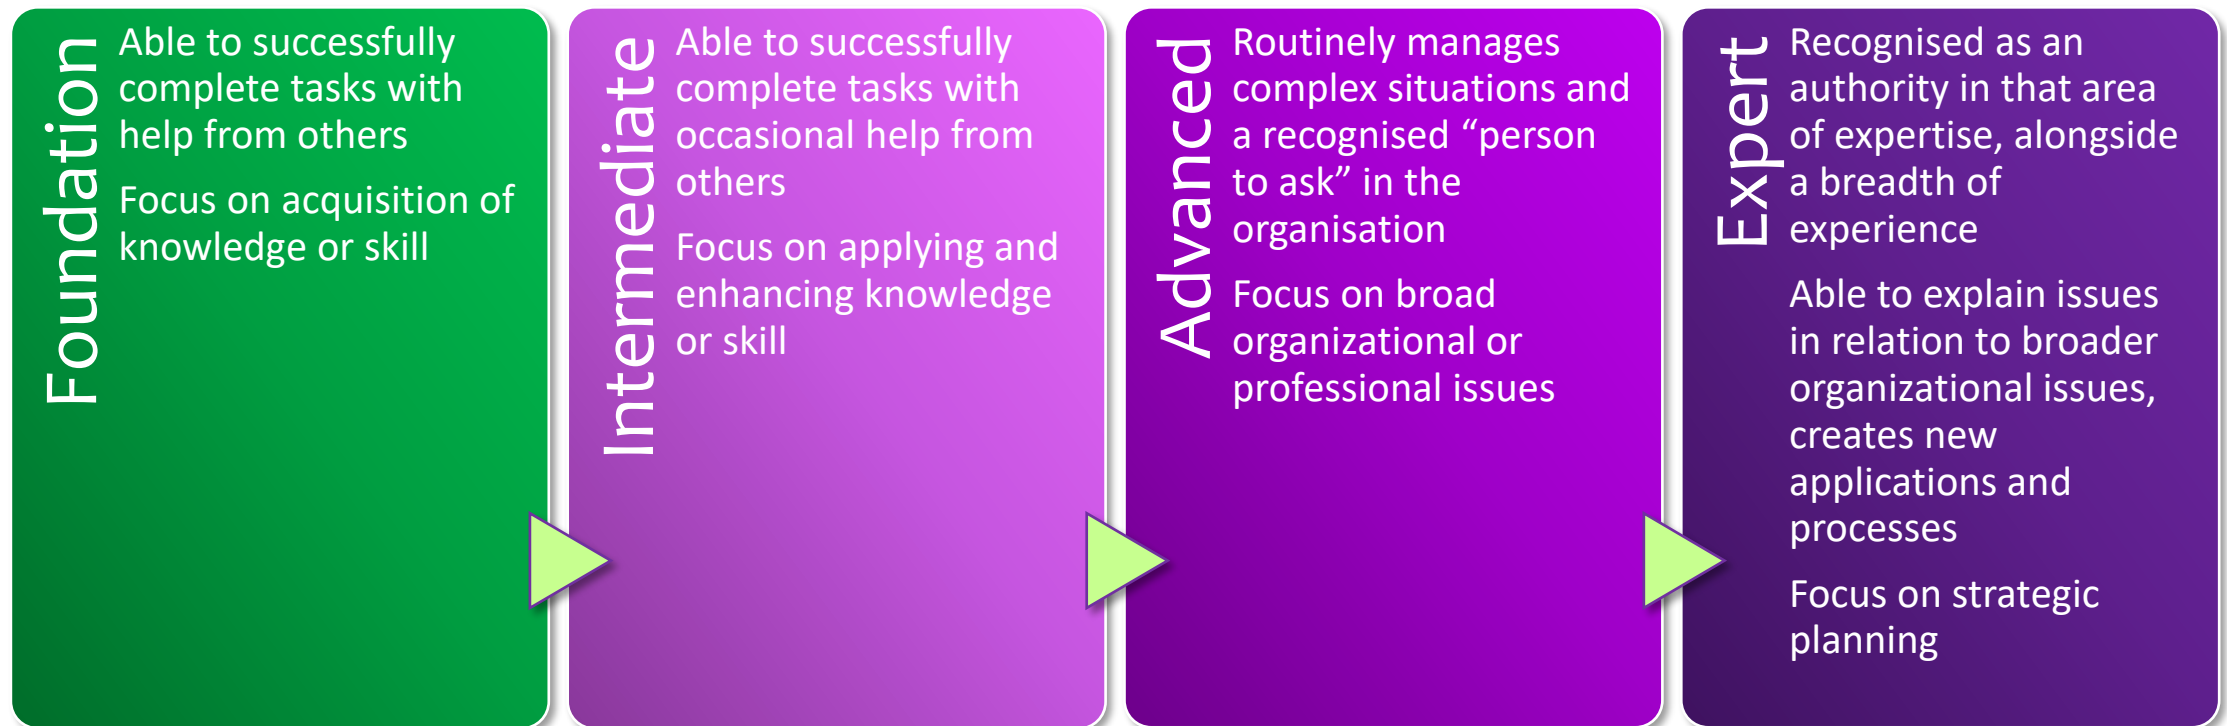 Foundation
Able to successfully
complete tasks with
help from others
Focus on acquisition of
knowledge or skill
Intermediate
Able to successfully
complete tasks with
occasional help from
others
Focus on applying and
enhancing knowledge
or skill
Advanced
Routinely manages
complex situations and
a recognised “person
to ask” in the
organisation
Focus on broad
organizational or
professional issues
Expert
Recognised as an
authority in that area
of expertise, alongside
a breadth of
experience
Able to explain issues
in relation to broader
organizational issues,
creates new
applications and
processes
Focus on strategic
planning